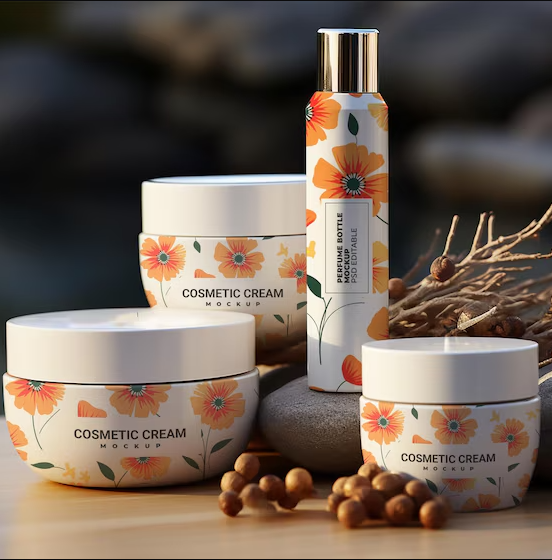 PERFUME BOTTLE
MOCKUP
PSD EDITABLE
COSMETIC CREAM
MOCKUP
COSMETIC CREAM
MOCKUP
COSMETIC CREAM
MOCKUP